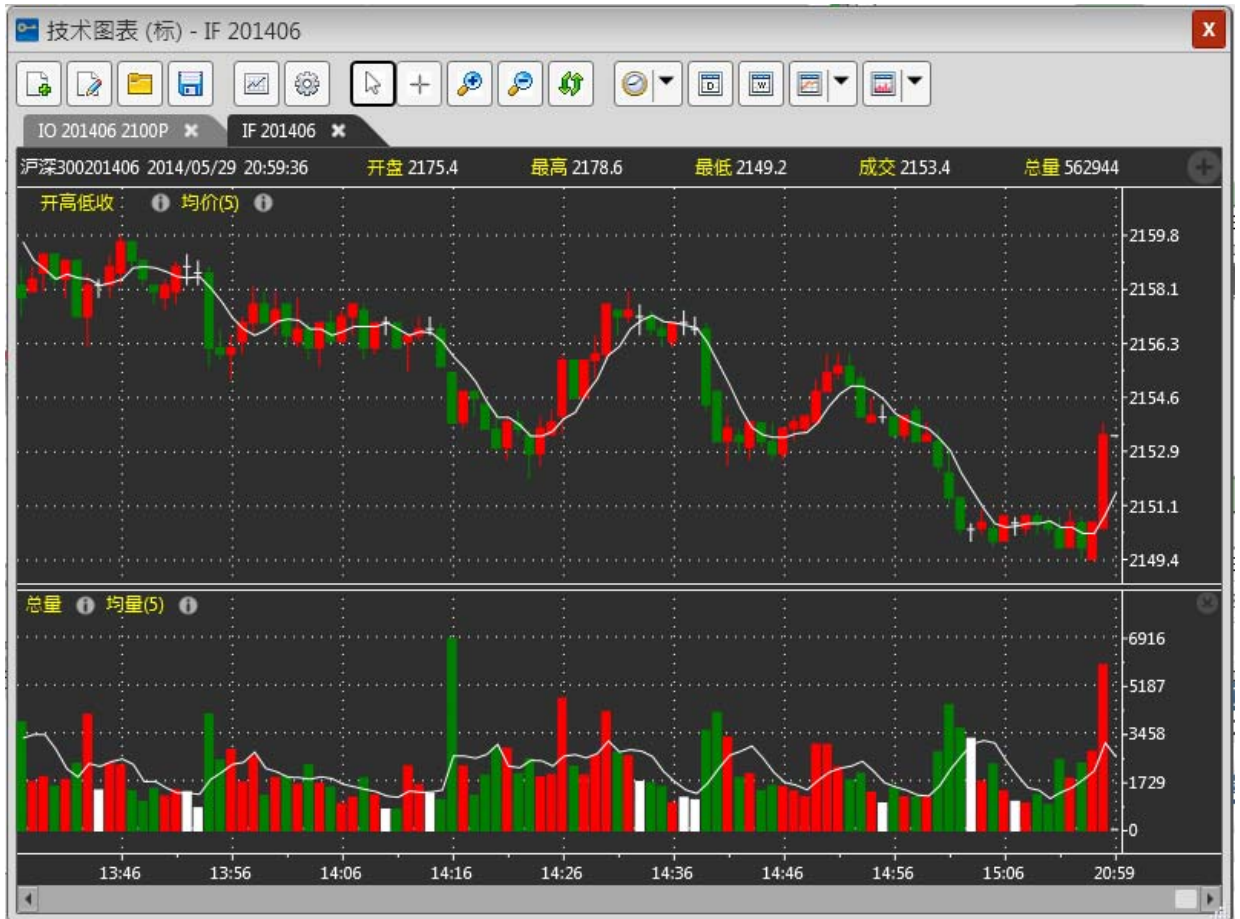 技术图表 (标) - IF 201406
X
D W
IO 201406 2100P ✖ IF 201406 ✖
沪深300201406 2014/05/29 20:59:36 开盘 2175.4 最高 2178.6 最低 2149.2 成交 2153.4 总量 562944
开高低收 均价(5)
2159.8
2158.1
2156.3
2154.6
2152.9
2151.1
2149.4
总量 均量(5)
6916
5187
3458
1729
0
13:46 13:56 14:06 14:16 14:26 14:36 14:46 14:56 15:06 20:59